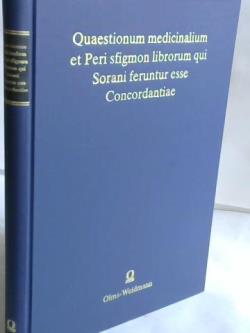 Quaestionum medicinalium
et Peri sfigmon librorum qui
Sorani feruntur esse
Concordantiae
Olms-Weidmann